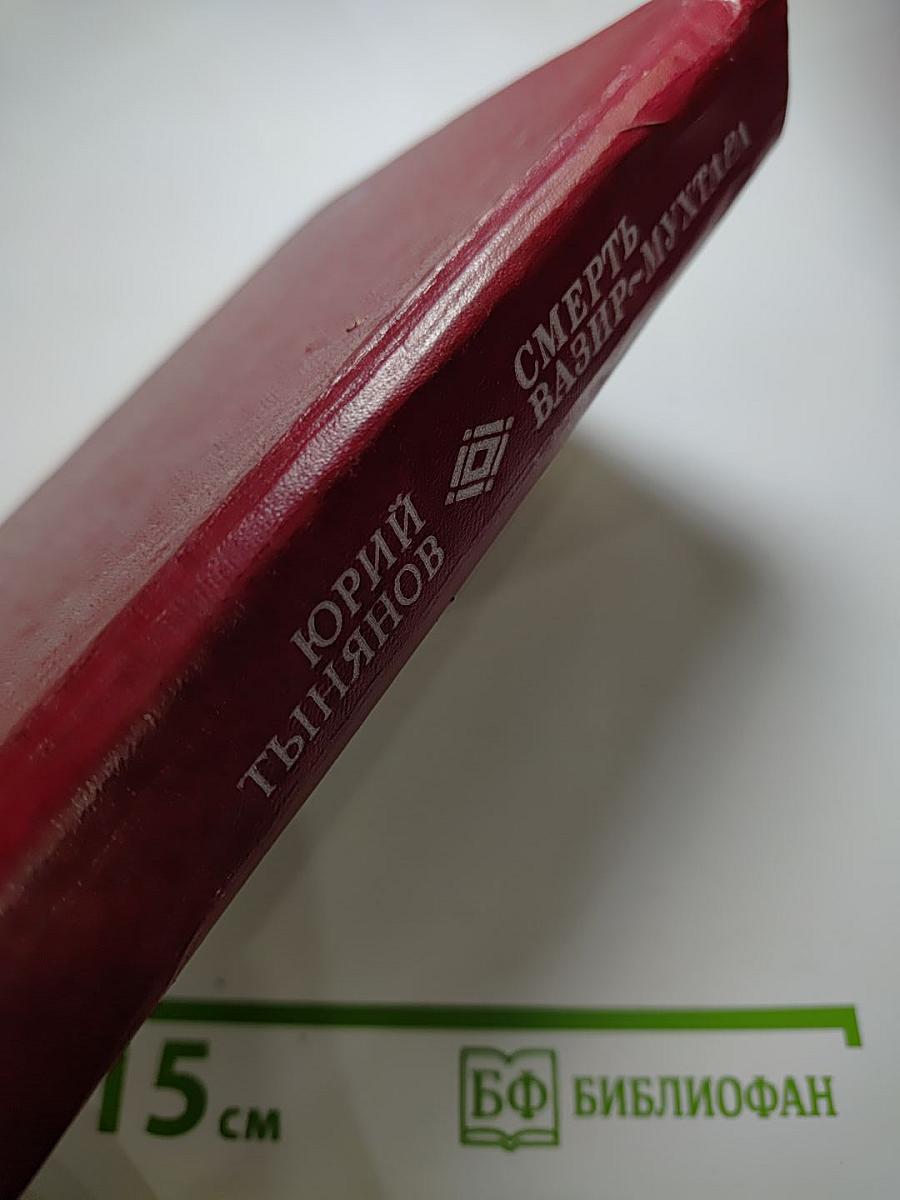 ЮРИЙ
ТЫНЯНОВ
СМЕРТЬ
ВАЗИР-МУХТАРА
15 см
БФ БИБЛИОФАН